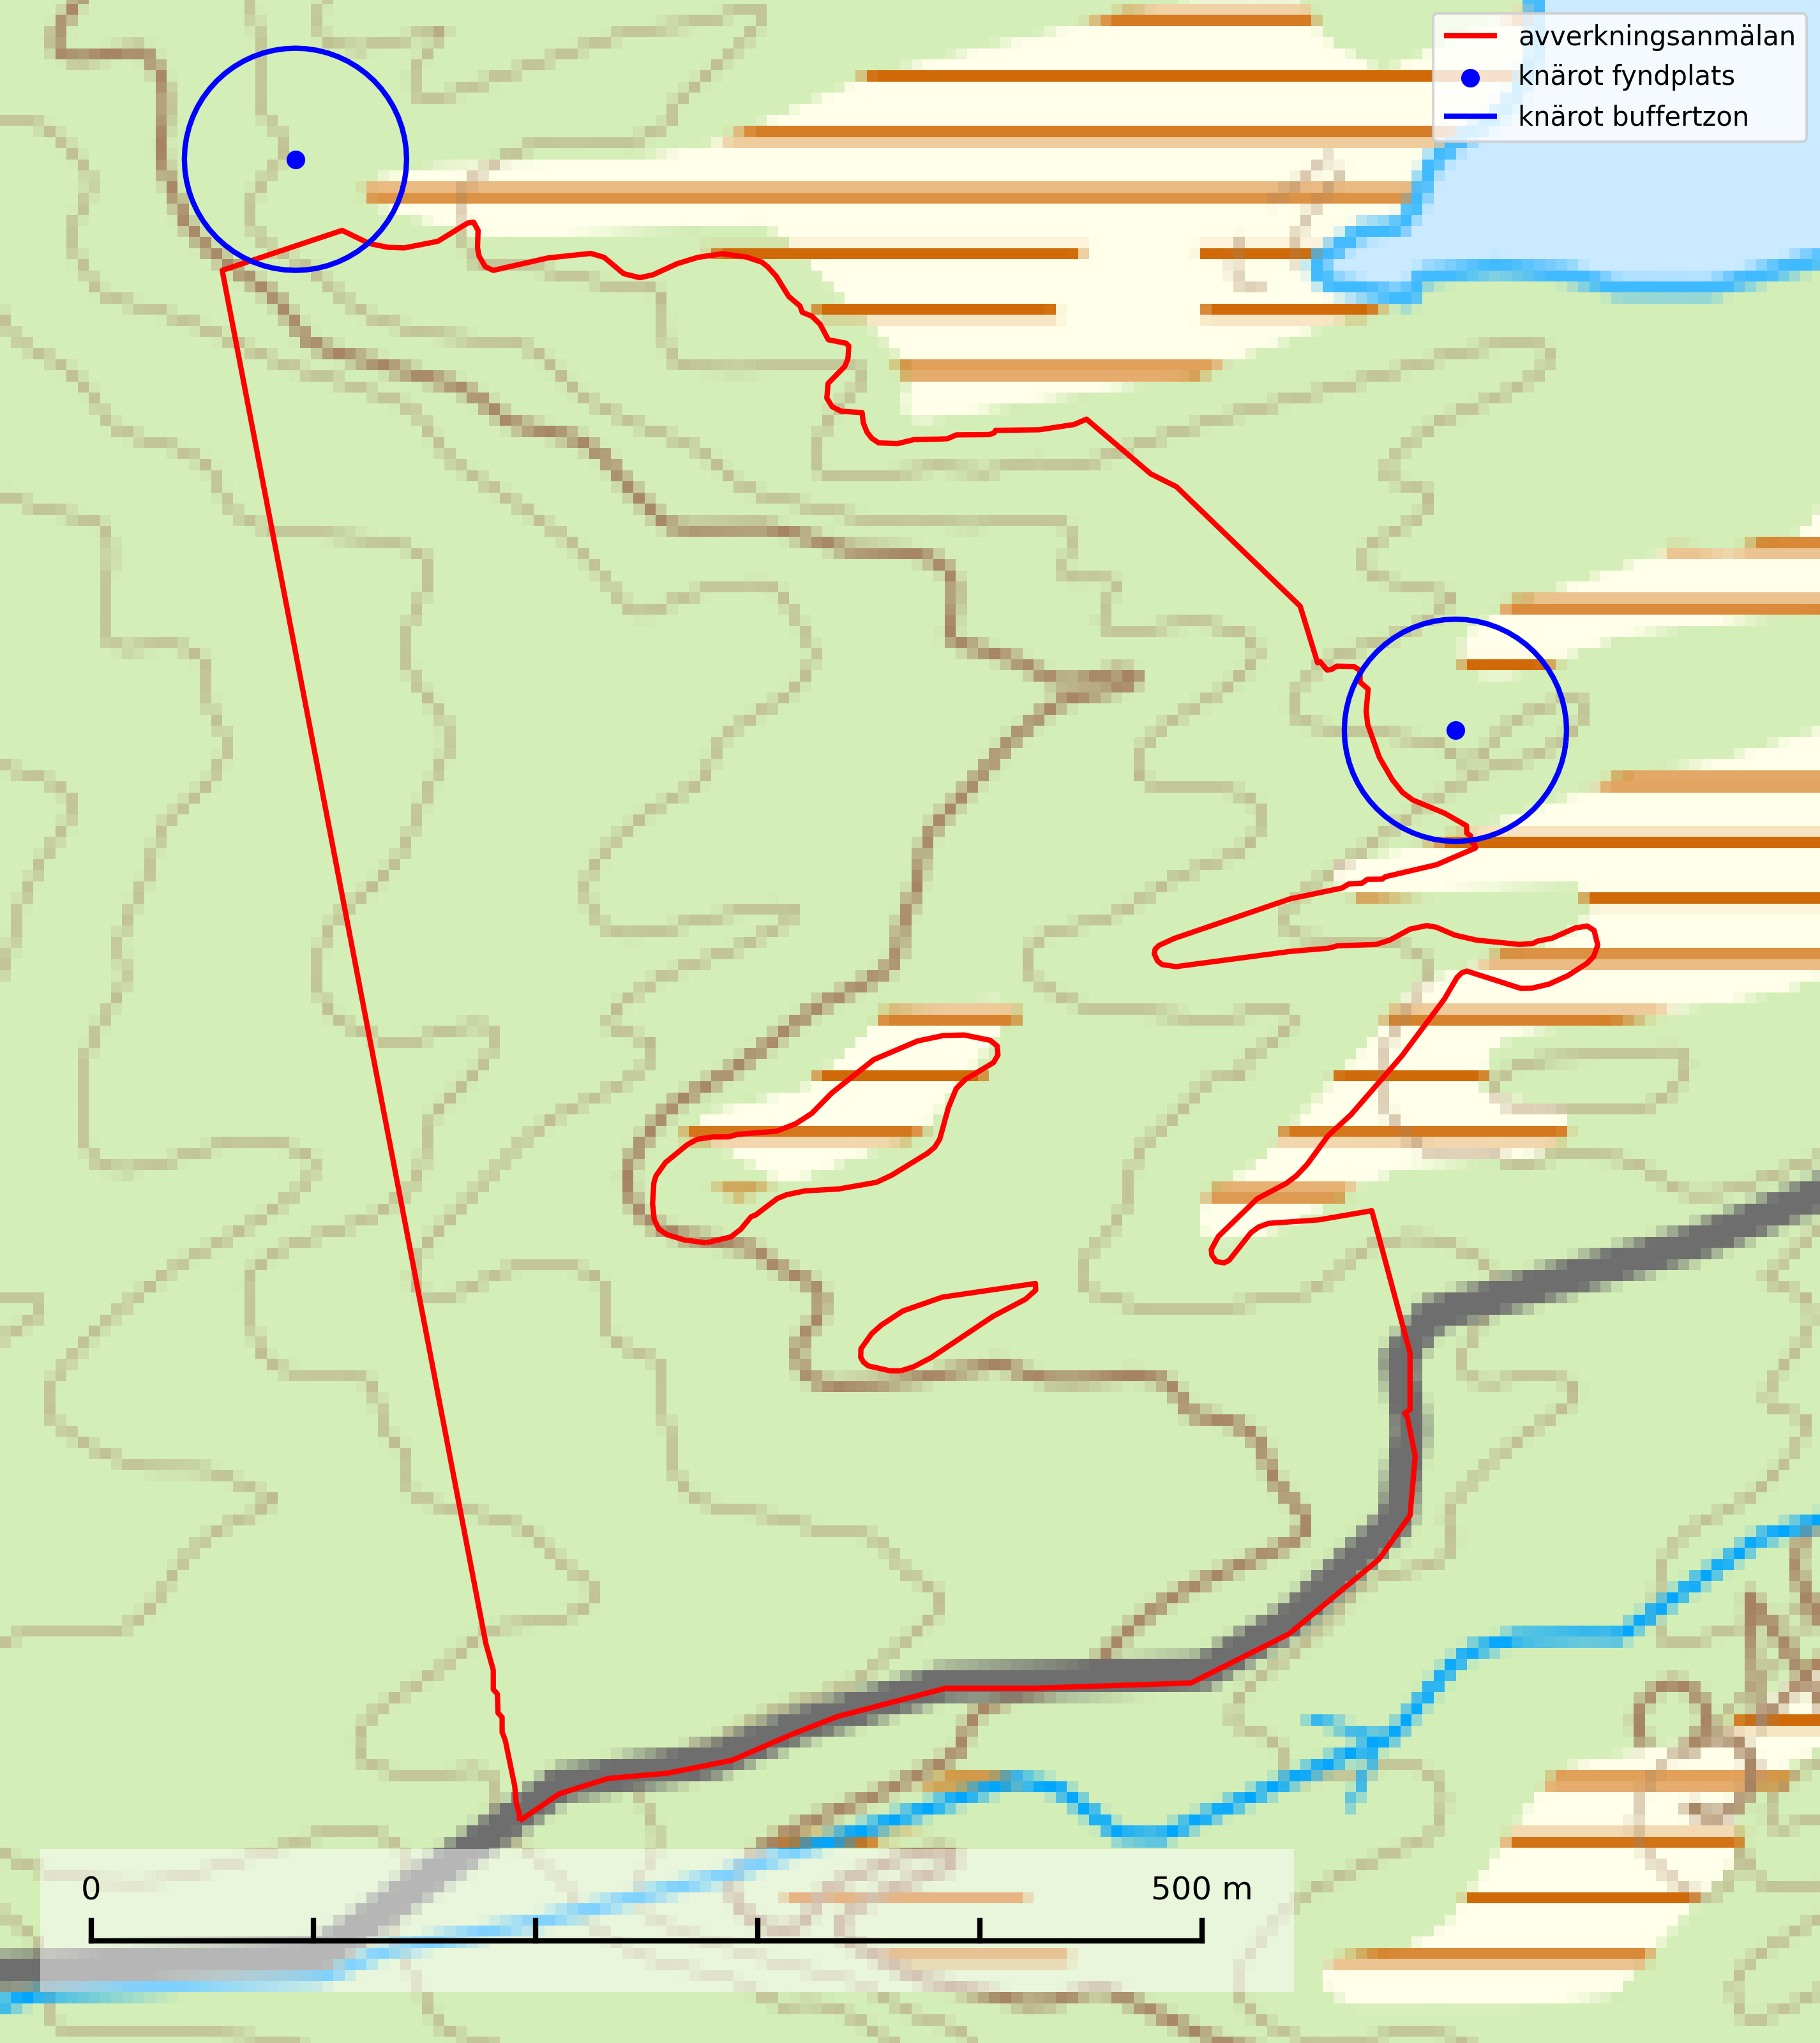 avverkningsanmälan
knärot fyndplats
knärot buffertzon
0
500 m